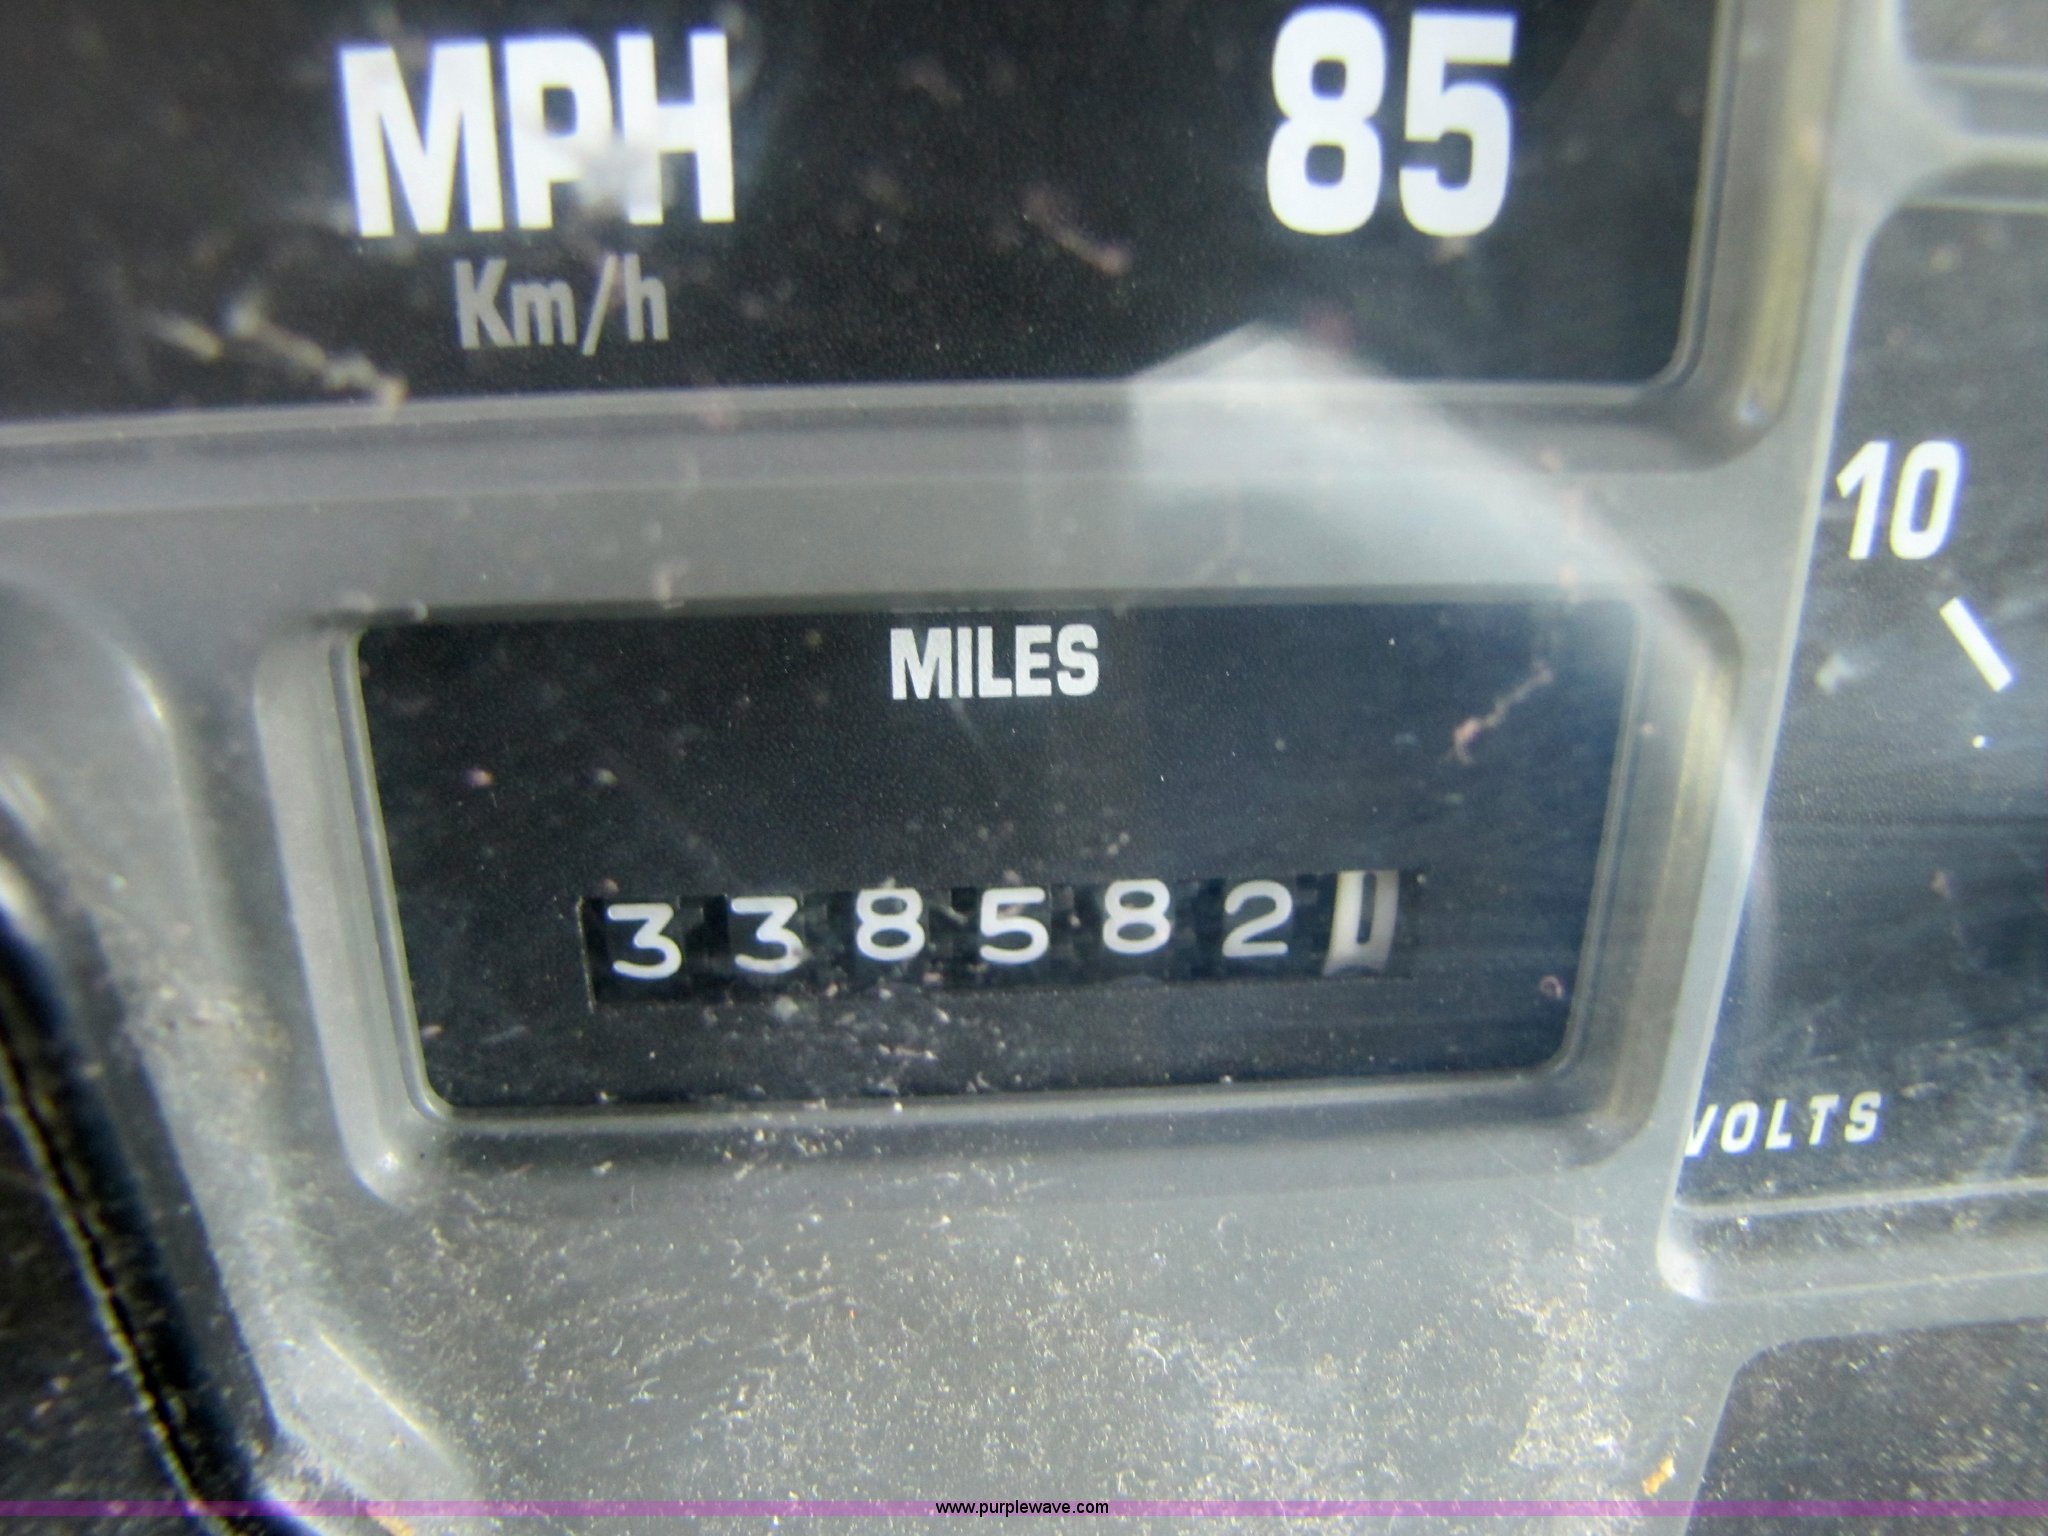 MPH 85
Km/h
10
MILES
338582
VOLTS
www.purplewave.com